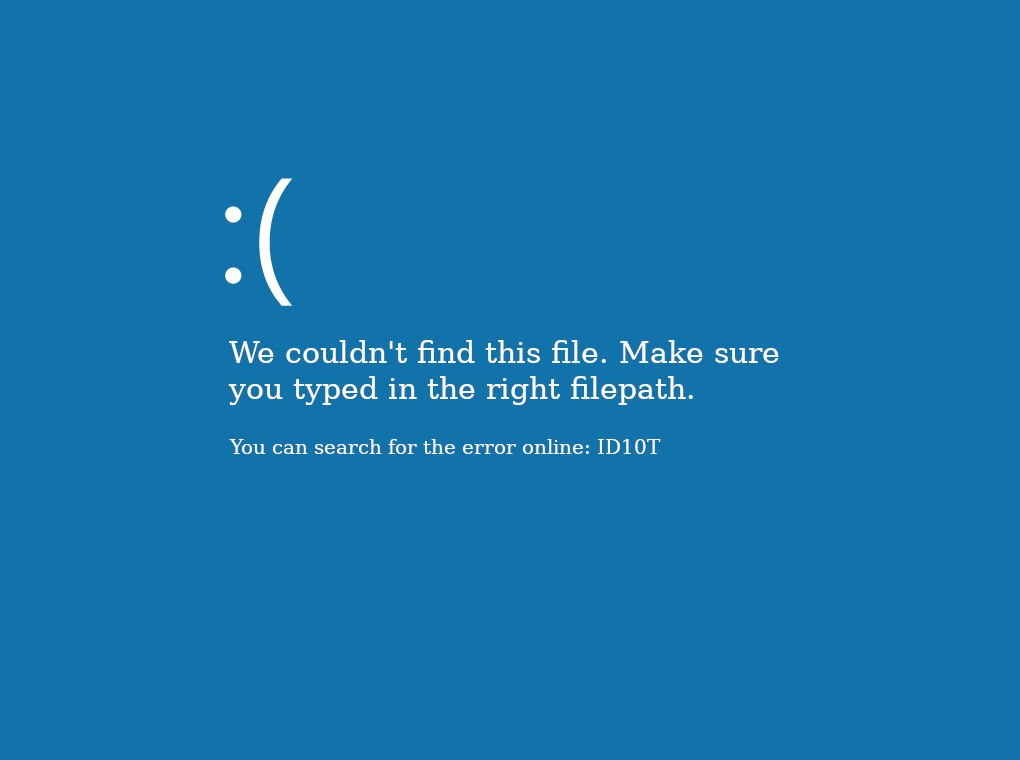 :(
We couldn't find this file. Make sure
you typed in the right filepath.
You can search for the error online: ID10T